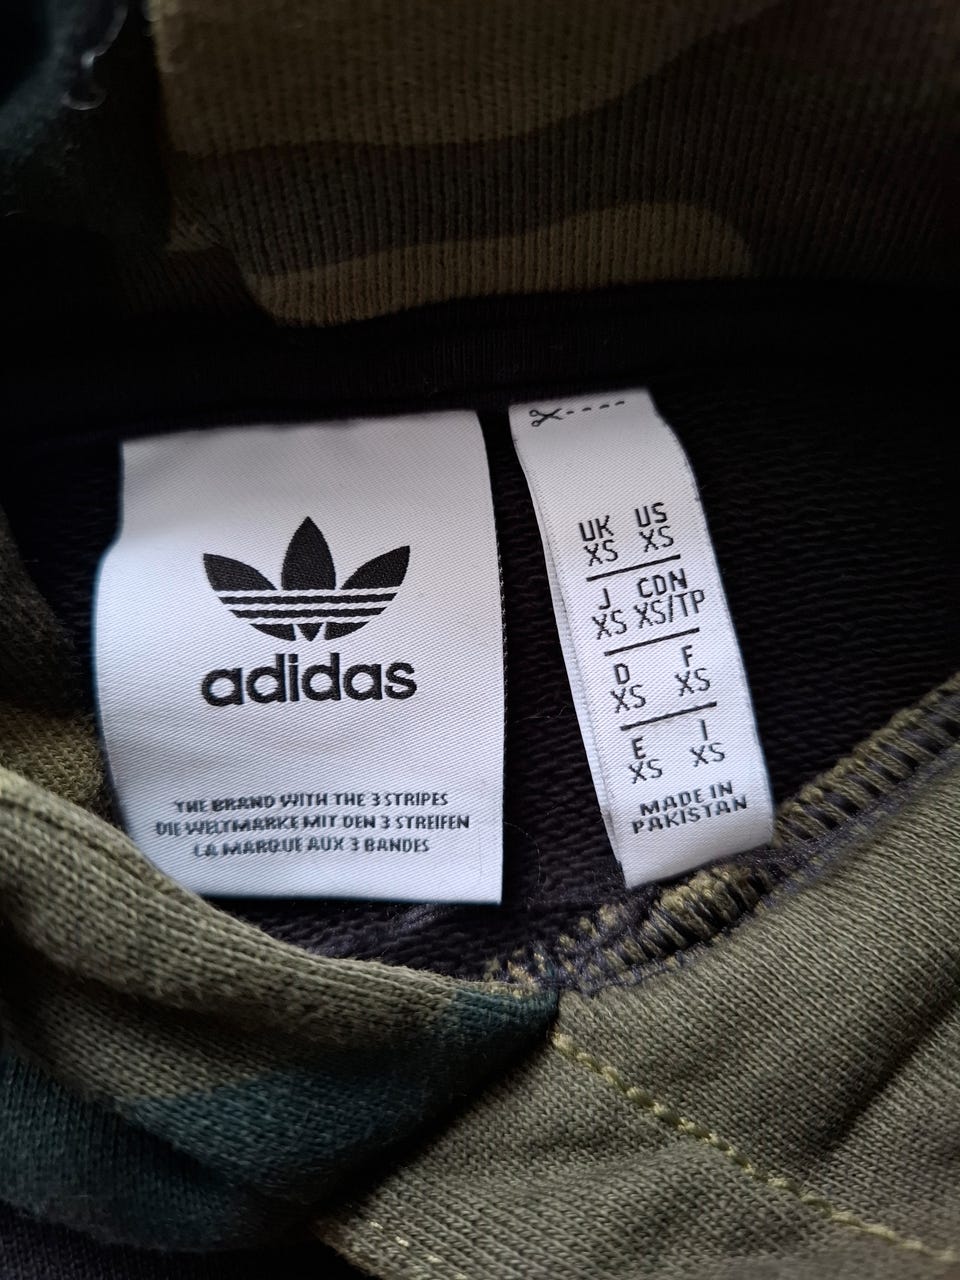 adidas
THE BRAND WITH THE 3 STRIPES
DIE WELTMARKE MIT DEN 3 STREIFEN
LA MARQUE AUX 3 BANDES
UK US
XS XS
J CDN
XS XS/TP
D F
XS XS
E I
XS XS
MADE IN
PAKISTAN